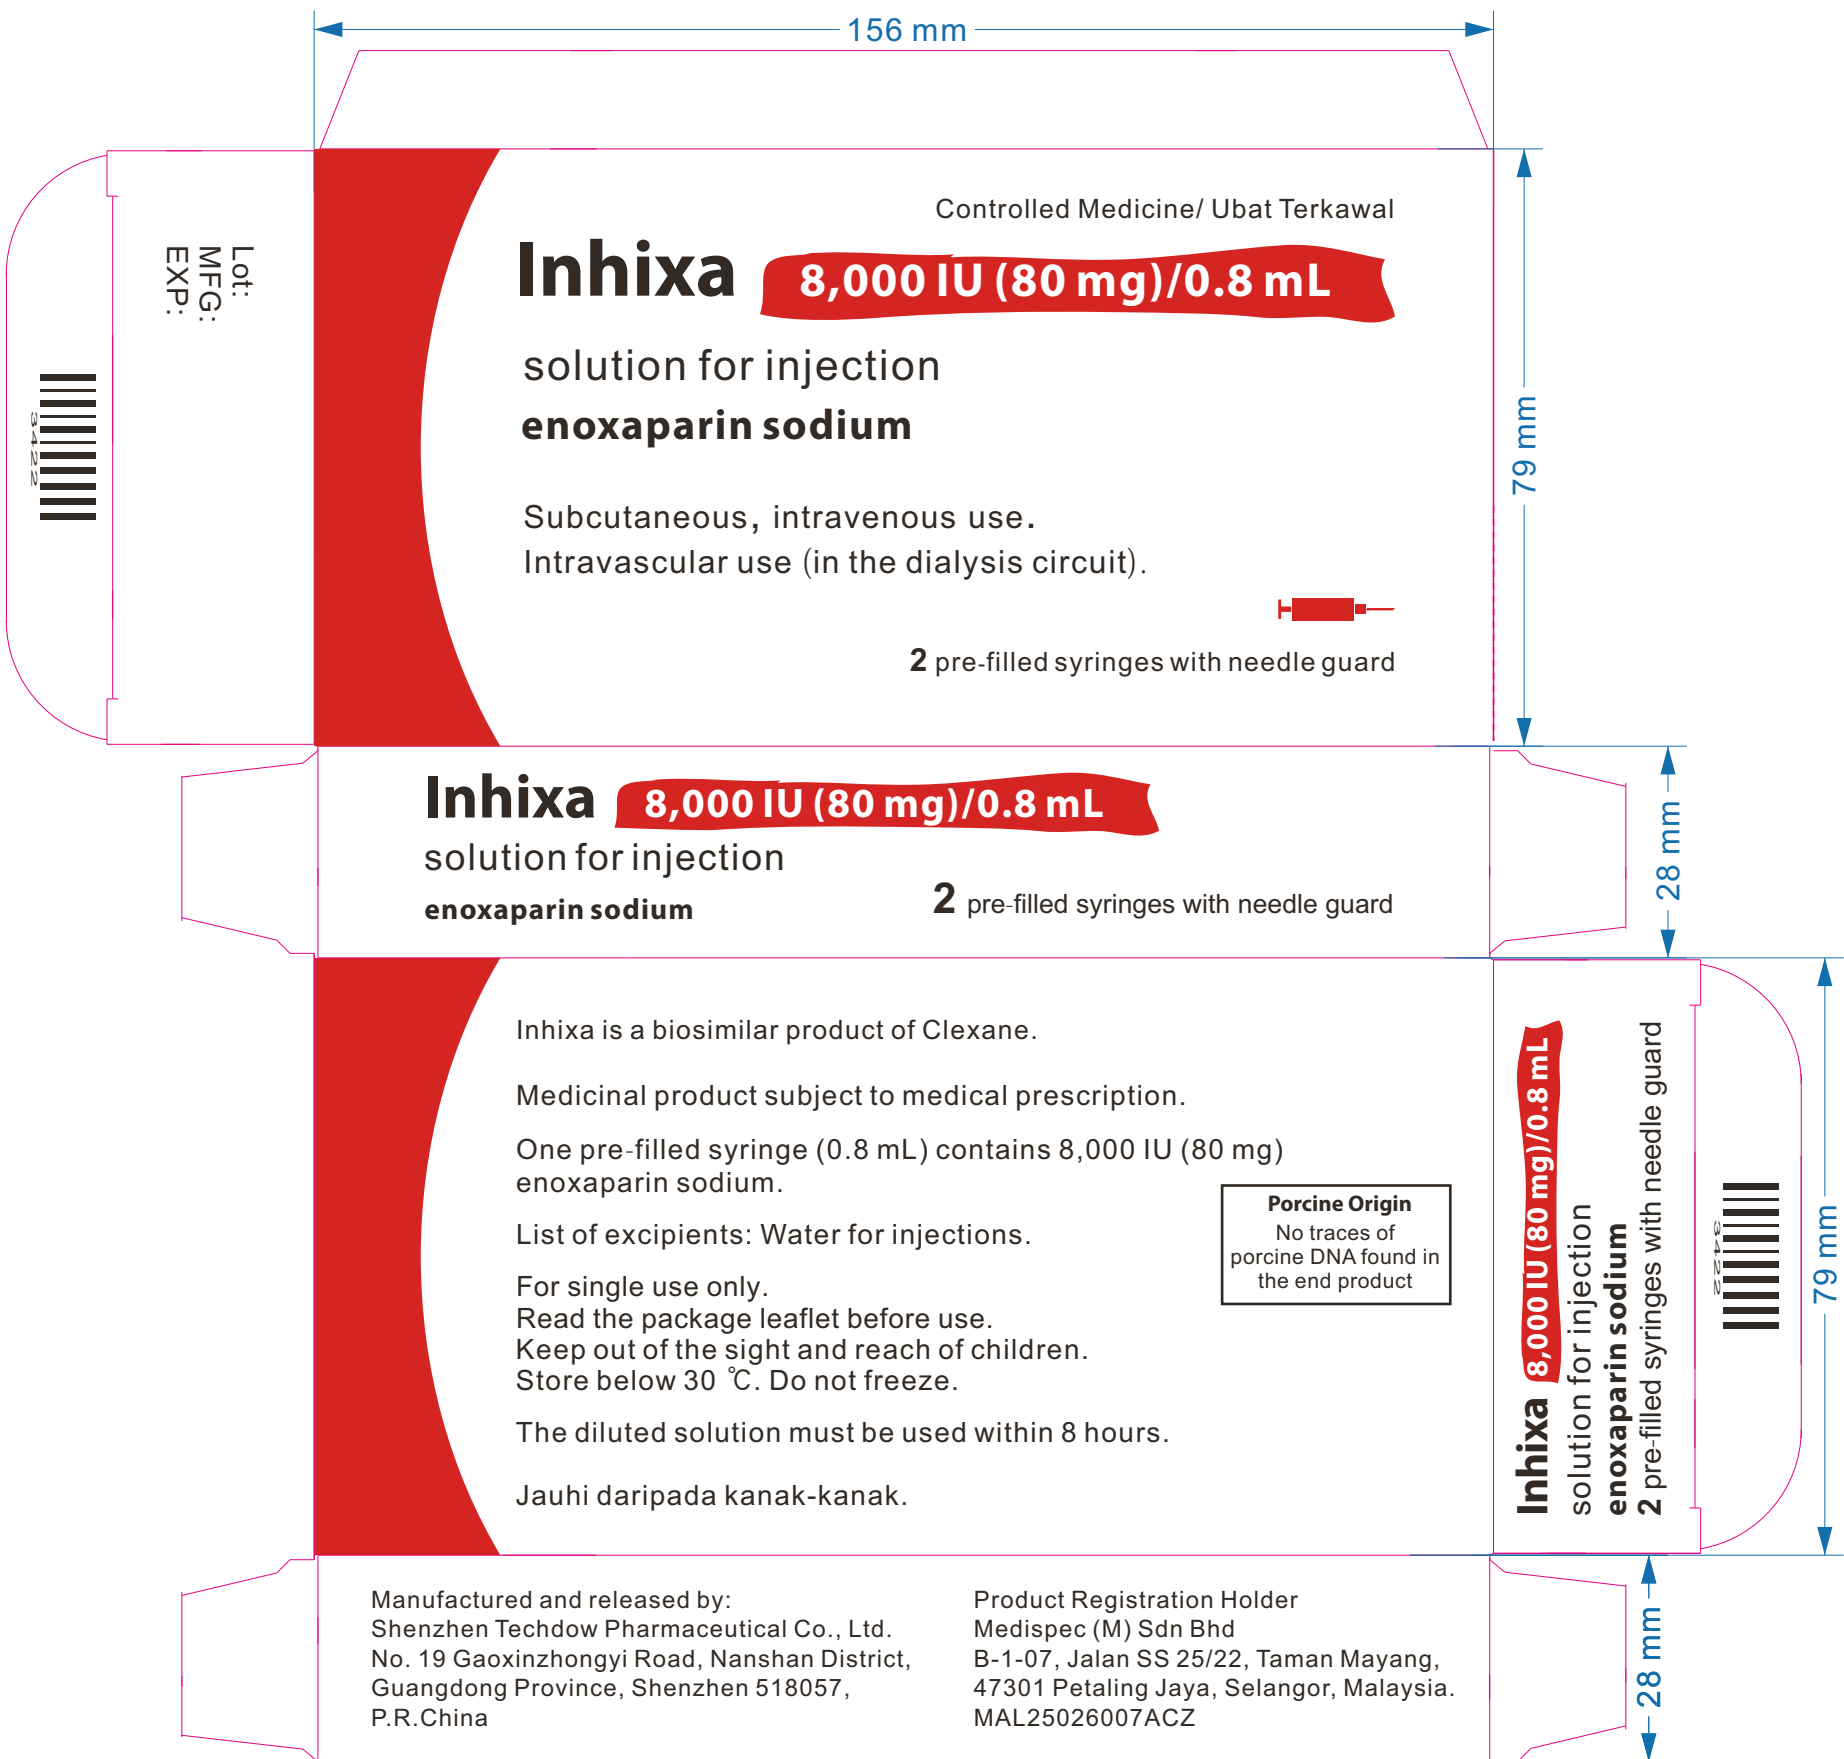 156 mm
Lot:
MFG:
EXP:
3422
Controlled Medicine/ Ubat Terkawal
Inhixa 8,000 IU (80 mg)/0.8 mL
solution for injection
enoxaparin sodium
Subcutaneous, intravenous use.
Intravascular use (in the dialysis circuit).
2 pre-filled syringes with needle guard
79 mm
Inhixa 8,000 IU (80 mg)/0.8 mL
solution for injection
enoxaparin sodium
2 pre-filled syringes with needle guard
28 mm
Inhixa is a biosimilar product of Clexane.
Medicinal product subject to medical prescription.
One pre-filled syringe (0.8 mL) contains 8,000 IU (80 mg)
enoxaparin sodium.
List of excipients: Water for injections.
For single use only.
Read the package leaflet before use.
Keep out of the sight and reach of children.
Store below 30 ℃. Do not freeze.
The diluted solution must be used within 8 hours.
Jauhi daripada kanak-kanak.
Porcine Origin
No traces of
porcine DNA found in
the end product
Inhixa 8,000 IU (80 mg)/0.8 mL
solution for injection
enoxaparin sodium
2 pre-filled syringes with needle guard
3422
79 mm
Manufactured and released by:
Shenzhen Techdow Pharmaceutical Co., Ltd.
No. 19 Gaoxinzhongyi Road, Nanshan District,
Guangdong Province, Shenzhen 518057,
P.R.China
Product Registration Holder
Medispec (M) Sdn Bhd
B-1-07, Jalan SS 25/22, Taman Mayang,
47301 Petaling Jaya, Selangor, Malaysia.
MAL25026007ACZ
28 mm